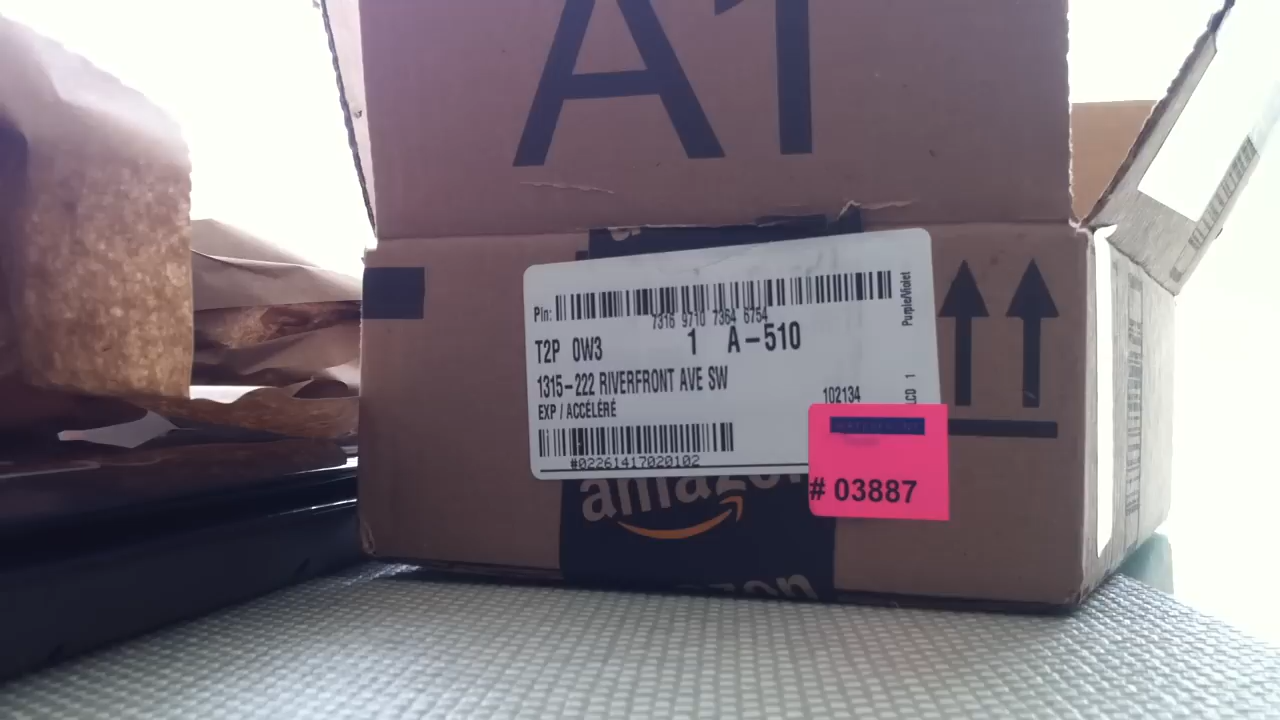 A1
Pin:
7316 9710 7364 6754
Purple/Violet
T2P 0W3 1 A-510
1315-222 RIVERFRONT AVE SW
EXP / ACCÉLÉRÉ
102134
#02261417020102
amazon
# 03887